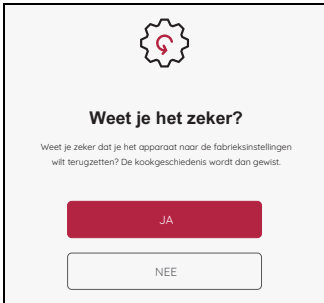 Weet je het zeker?
Weet je zeker dat je het apparaat naar de fabrieksinstellingen
wilt terugzetten? De kookgeschiedenis wordt dan gewist.
JA
NEE